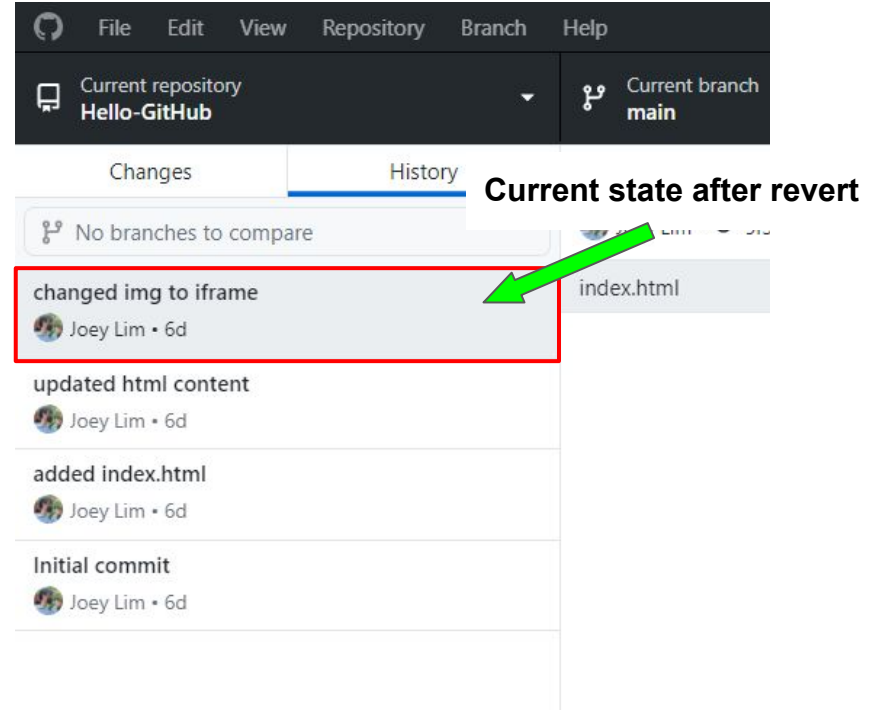 File Edit View Repository Branch Help
Current repository
Hello-GitHub
Current branch
main
Changes
History
Current state after revert
No branches to compare
changed img to iframe
Joey Lim • 6d
updated html content
Joey Lim • 6d
added index.html
Joey Lim • 6d
Initial commit
Joey Lim • 6d
index.html